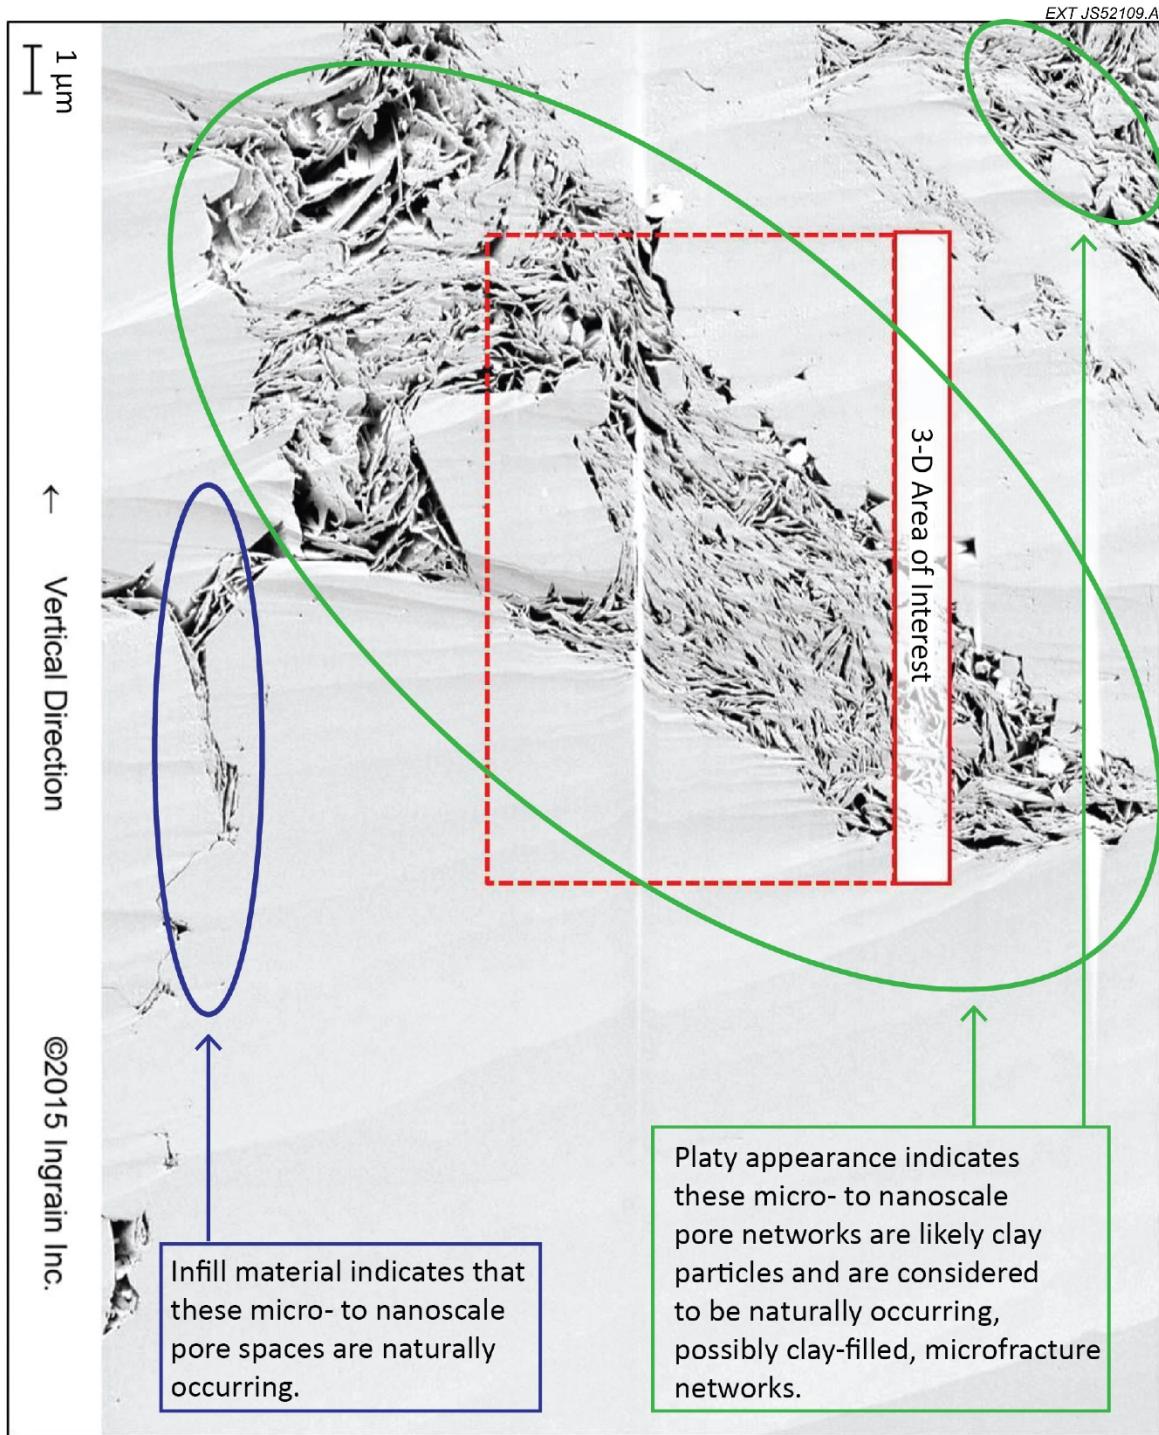 EXT JS52109.A
1 µm
3-D Area of Interest
← Vertical Direction
©2015 Ingrain Inc.
Infill material indicates that
these micro- to nanoscale
pore spaces are naturally
occurring.
Platy appearance indicates
these micro- to nanoscale
pore networks are likely clay
particles and are considered
to be naturally occurring,
possibly clay-filled, microfracture
networks.